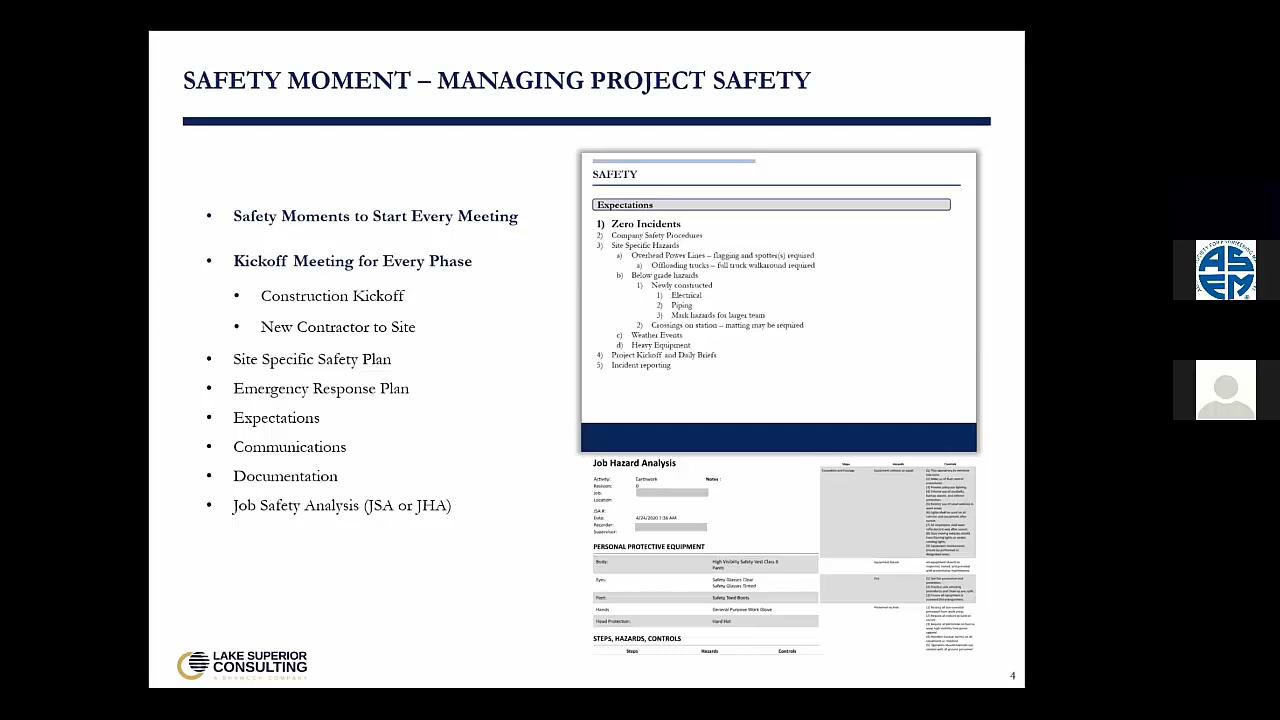 SAFETY MOMENT – MANAGING PROJECT SAFETY
• Safety Moments to Start Every Meeting
• Kickoff Meeting for Every Phase
• Construction Kickoff
• New Contractor to Site
• Site Specific Safety Plan
• Emergency Response Plan
• Expectations
• Communications
• Documentation
• Job Safety Analysis (JSA or JHA)
SAFETY
Expectations
1) Zero Incidents
2) Company Safety Procedures
3) Site Specific Hazards
a) Overhead Power Lines – flagging and spotter(s) required
a) Offloading trucks – full truck walkaround required
b) Below grade hazards
1) Newly constructed
1) Electrical
2) Piping
3) Mark hazards for larger team
2) Crossings on station – matting may be required
c) Weather Events
d) Heavy Equipment
4) Project Kickoff and Daily Briefs
5) Incident reporting
Job Hazard Analysis
Activity: Earthwork Notes :
Revision: 0
Job:
Location:
JSA #:
Date: 4/24/2020 7:36 AM
Recorder:
Supervisor:
PERSONAL PROTECTIVE EQUIPMENT
Body: High Visibility Safety Vest Class II
Pants
Eyes: Safety Glasses Clear
Safety Glasses Tinted
Feet: Safety Toed Boots
Hands : General Purpose Work Glove
Head Protection: Hard Hat
STEPS, HAZARDS, CONTROLS
Steps Hazards Controls
Steps Hazards Controls
LAKE SUPERIOR
CONSULTING
4
ASEM